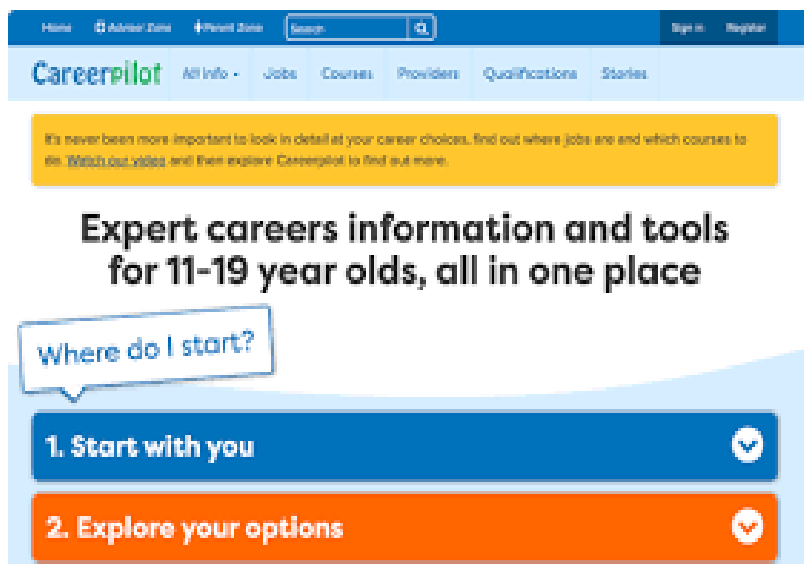 Home Advisor Zone Parent Zone Search Sign in Register
Careerpilot All info Jobs Courses Providers Qualifications Stories
It's never been more important to look in detail at your career choices, find out where jobs are and which courses to
do. Watch our video and then explore Careerpilot to find out more.
Expert careers information and tools
for 11-19 year olds, all in one place
Where do I start?
1. Start with you
2. Explore your options